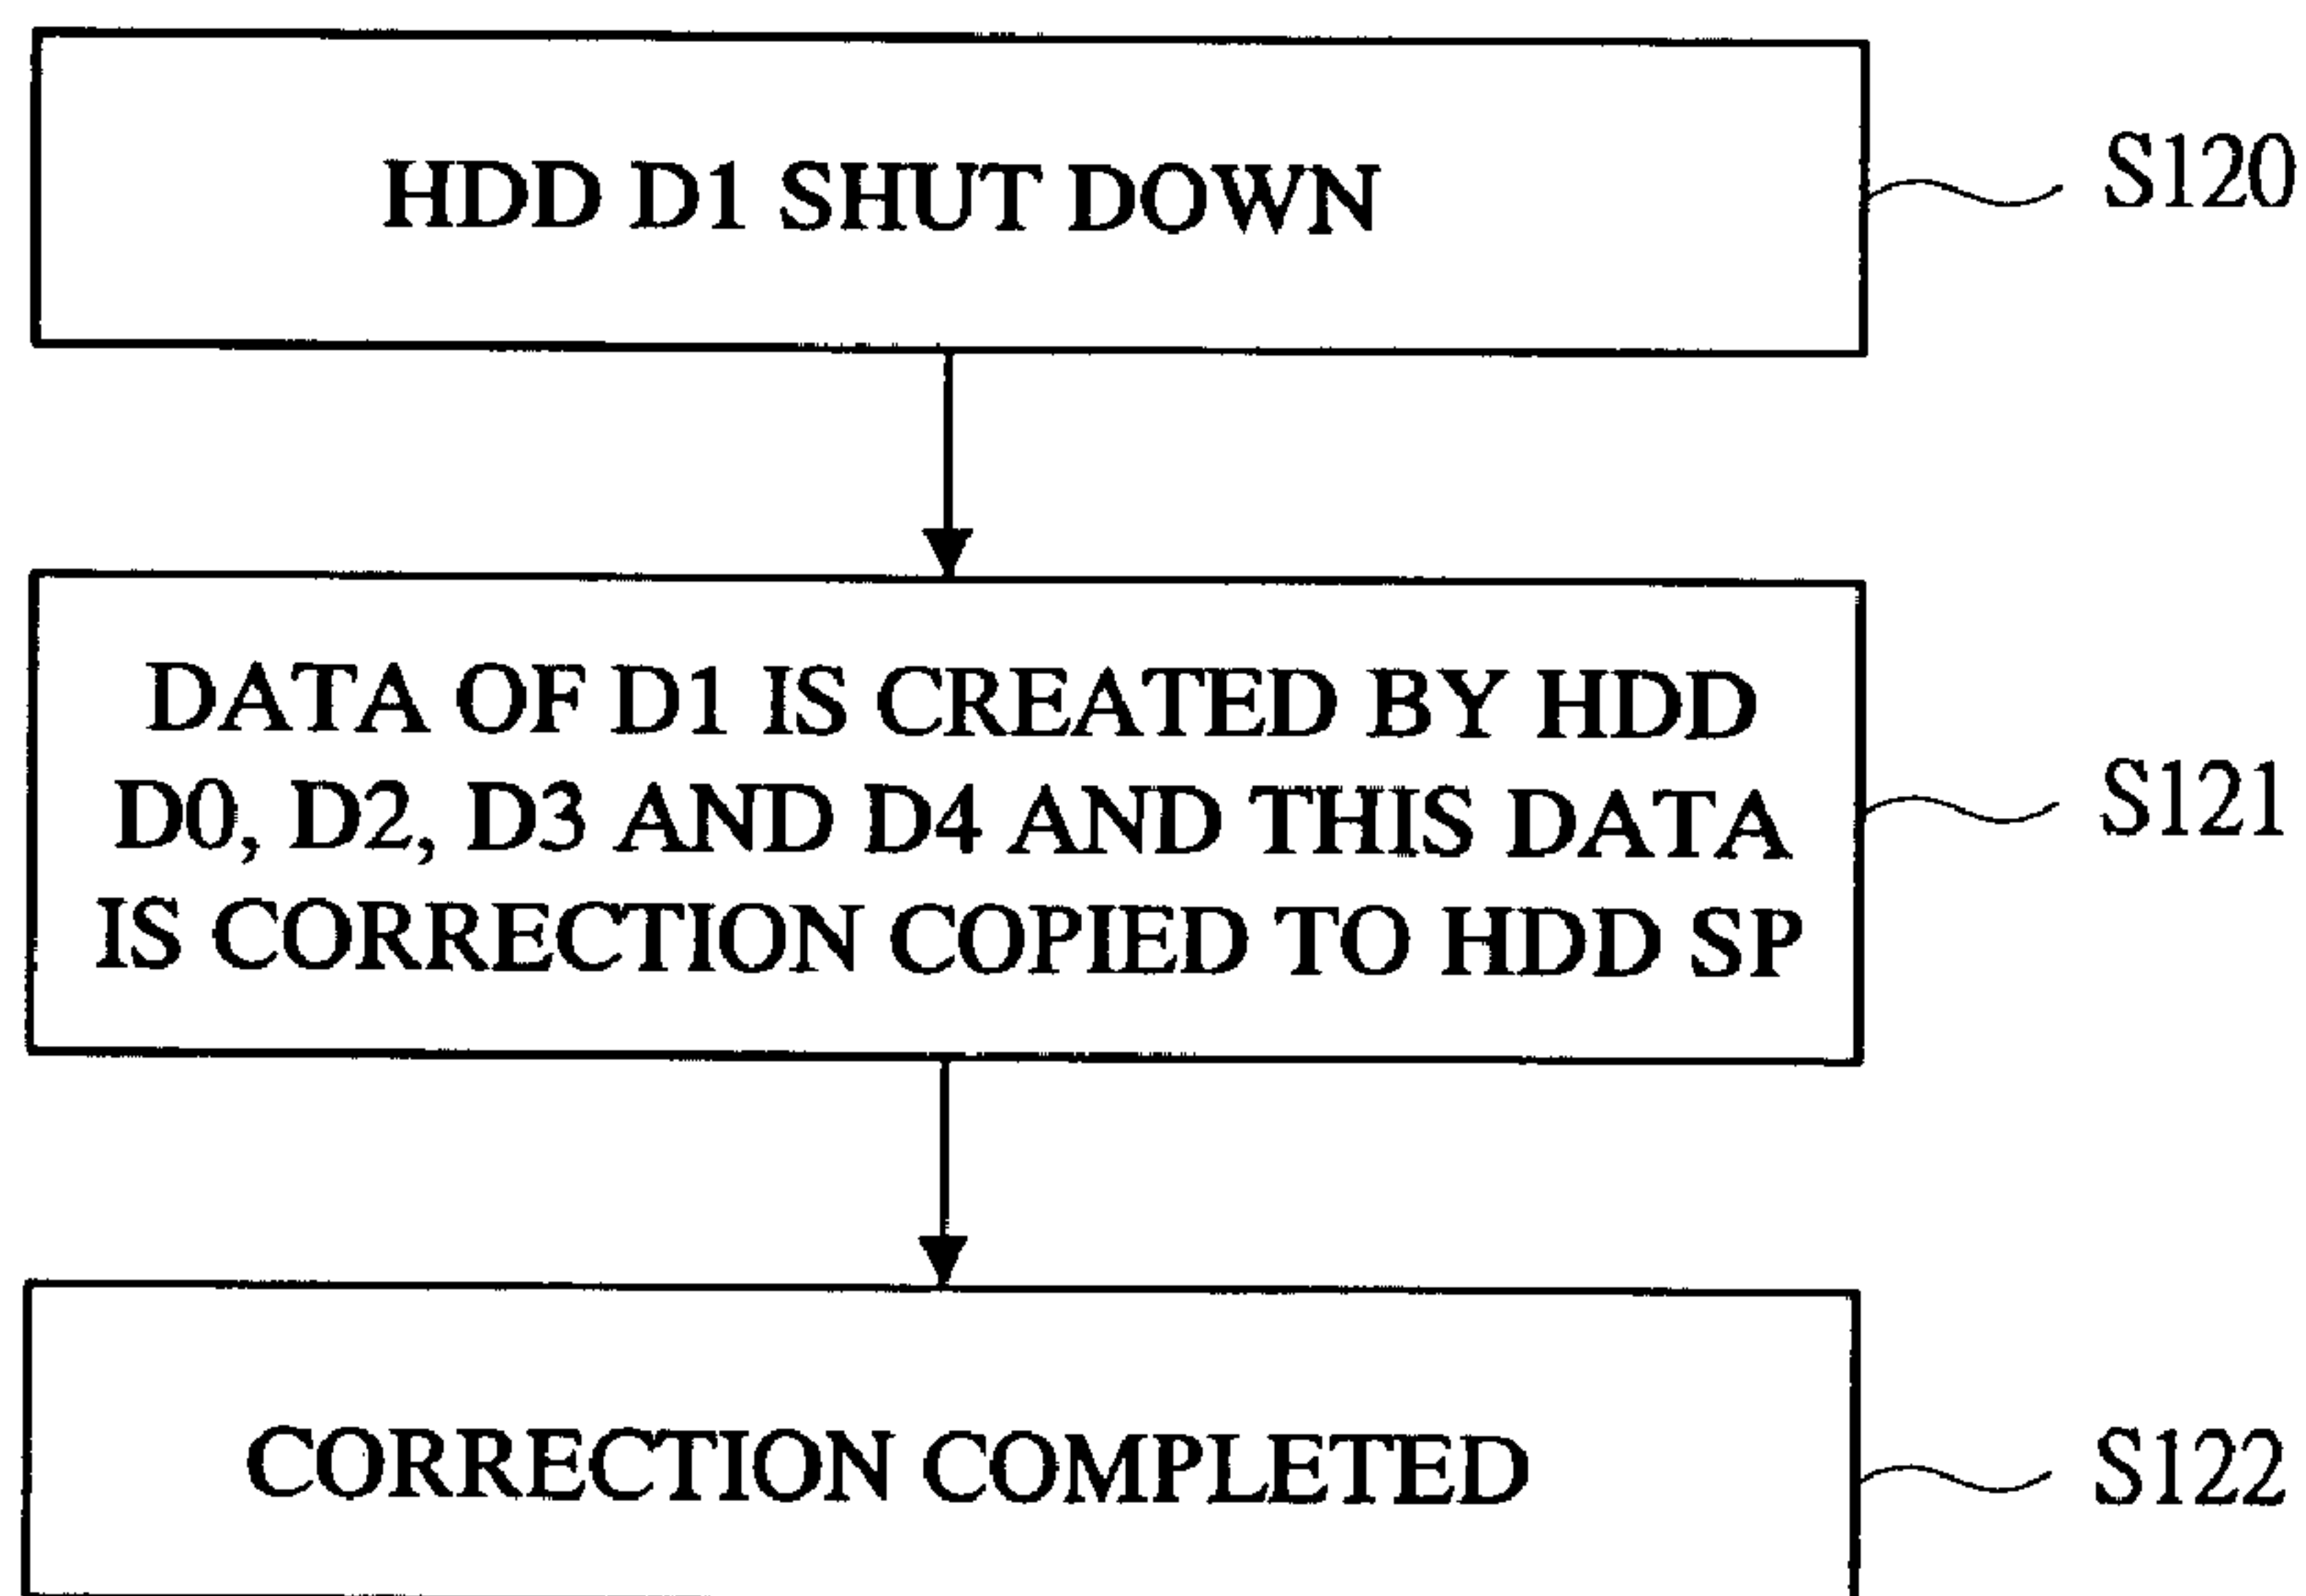 HDD D1 SHUT DOWN
S120
DATA OF D1 IS CREATED BY HDD
D0, D2, D3 AND D4 AND THIS DATA
IS CORRECTION COPIED TO HDD SP
S121
CORRECTION COMPLETED
S122